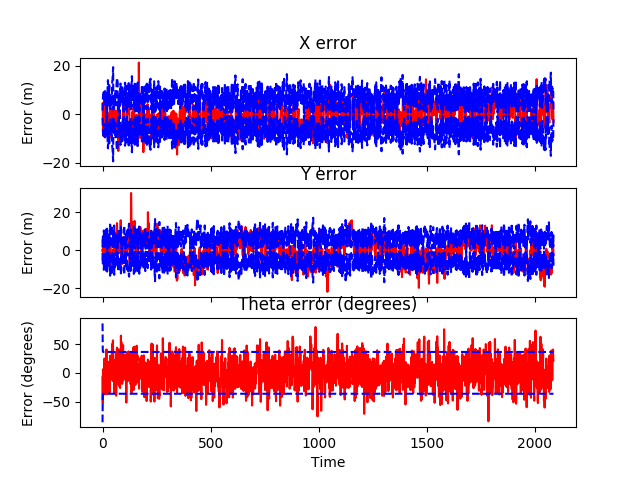 X error
Error (m)
20
0
−20
Y error
Error (m)
20
0
−20
Theta error (degrees)
Error (degrees)
50
0
−50
0
500
1000
1500
2000
Time